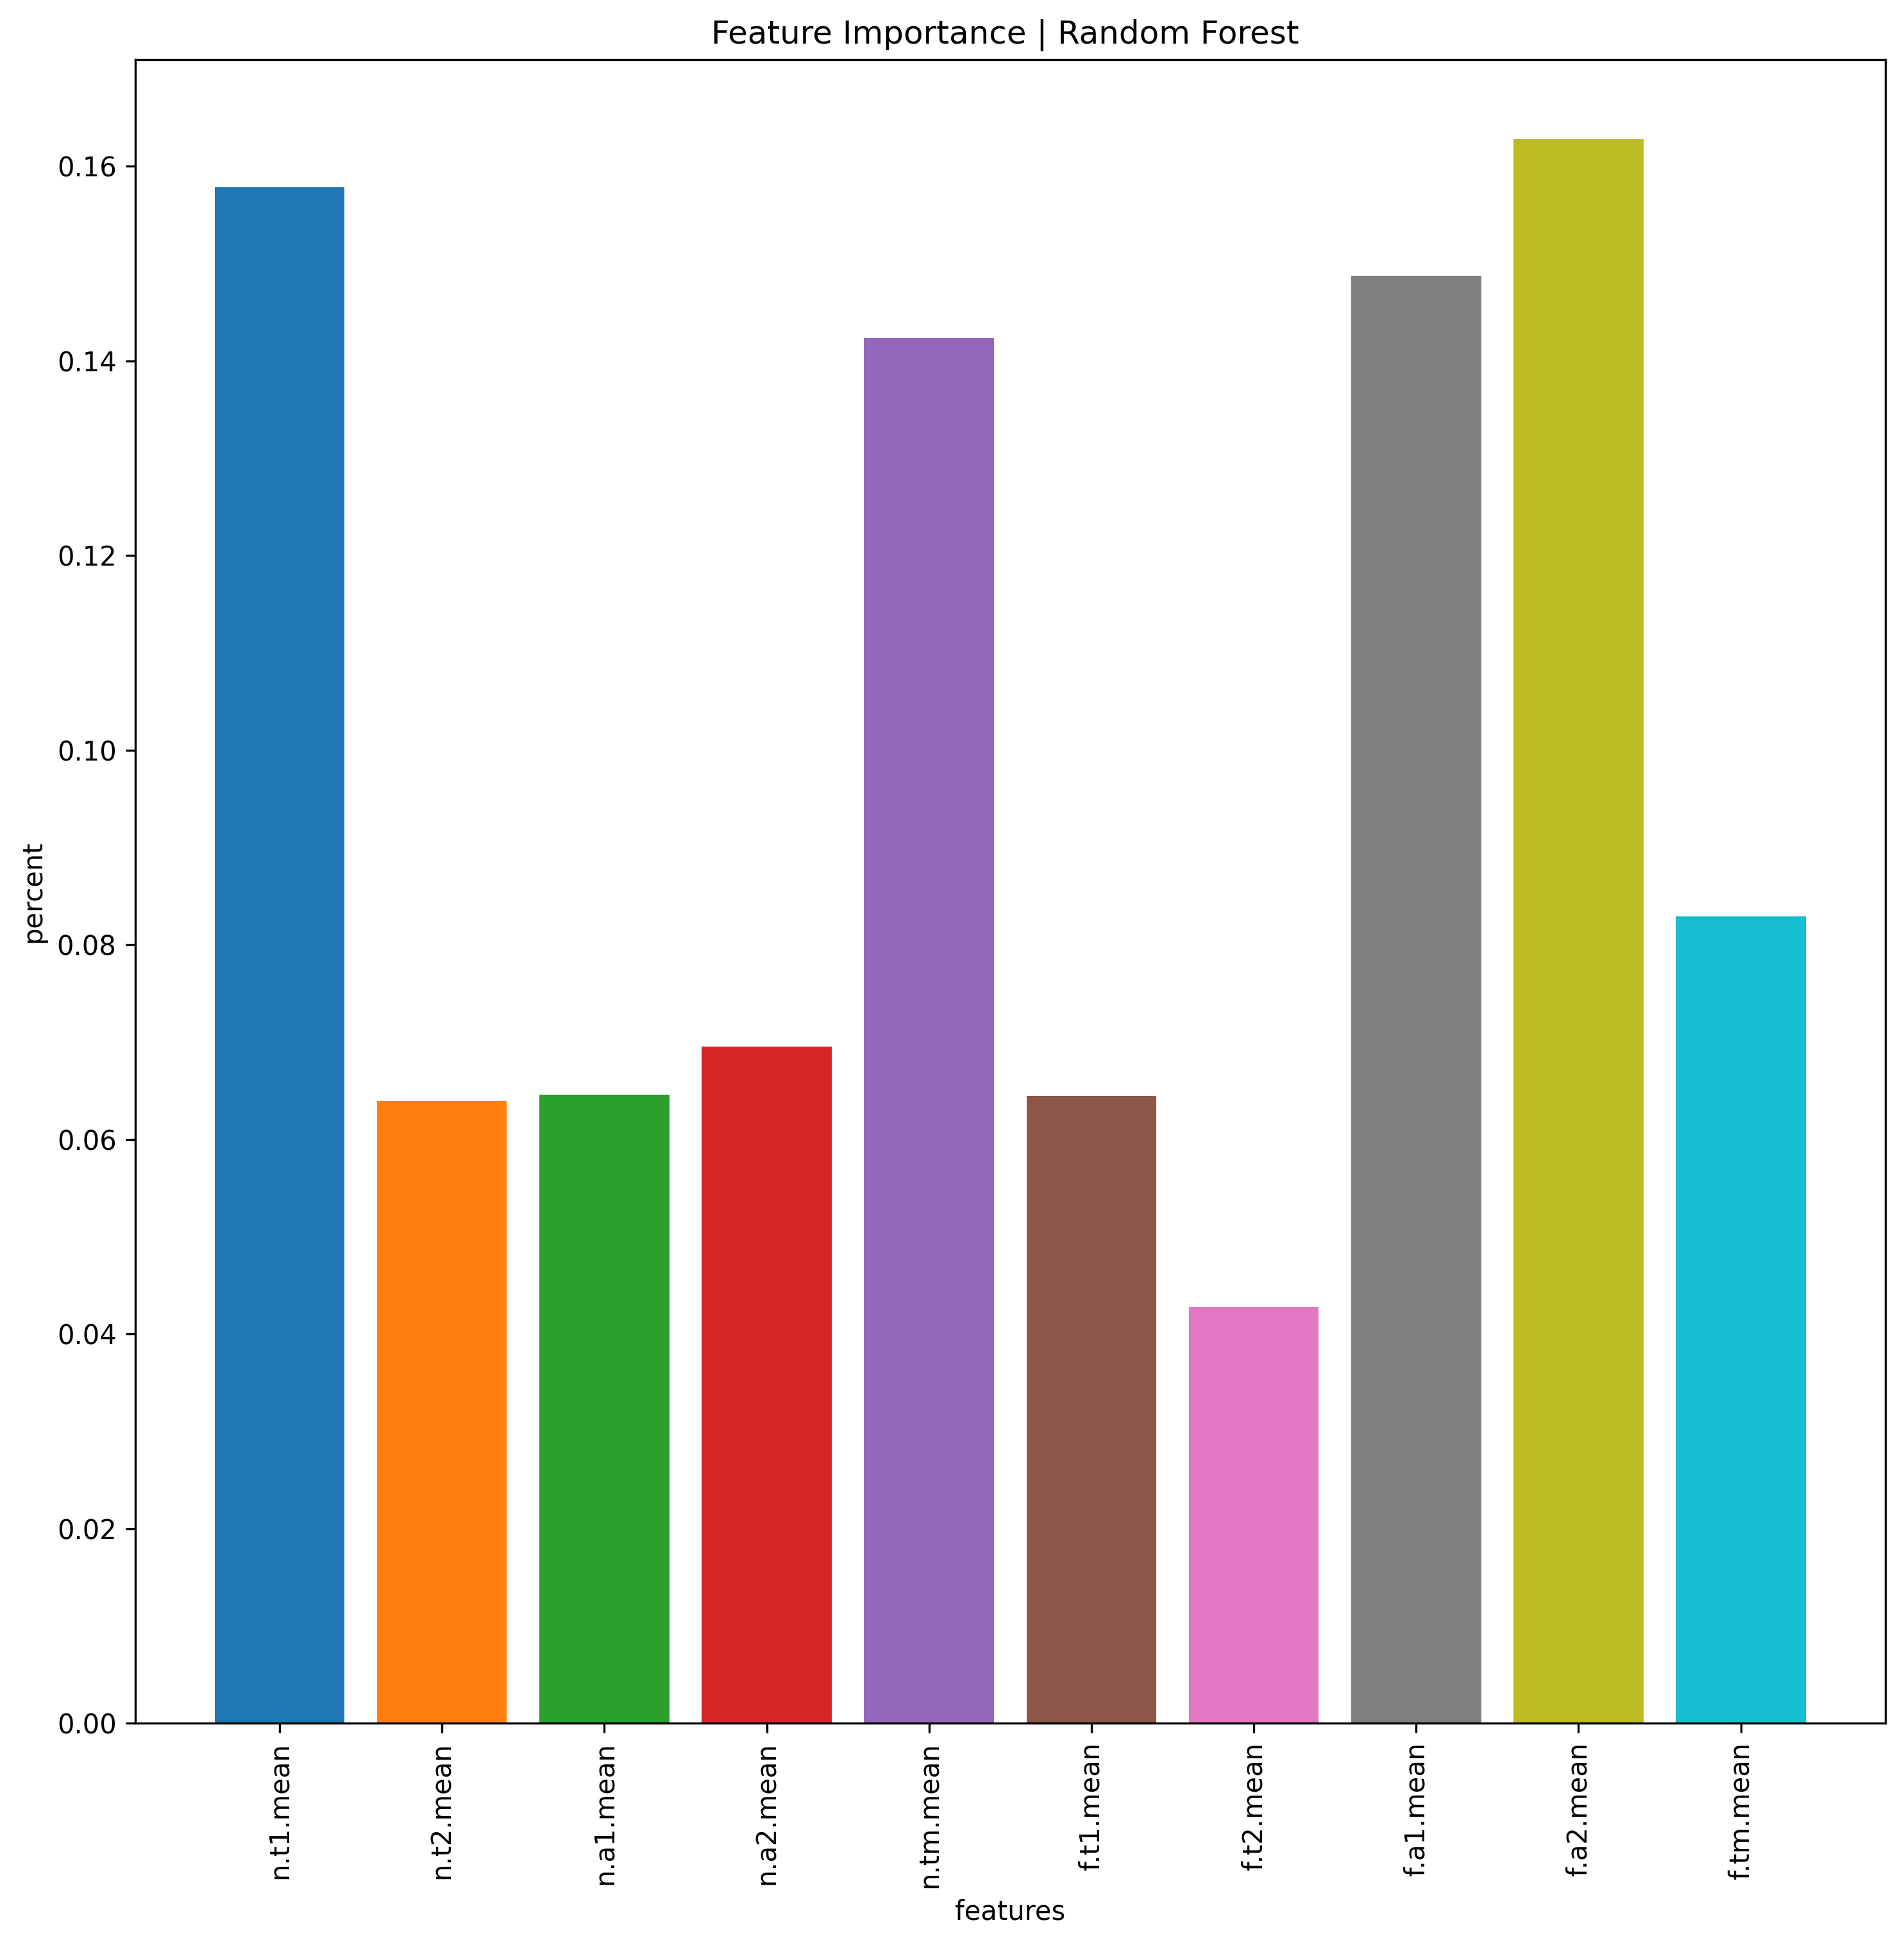 Feature Importance | Random Forest
percent
0.16
0.14
0.12
0.10
0.08
0.06
0.04
0.02
0.00
n.t1.mean
n.t2.mean
n.a1.mean
n.a2.mean
n.tm.mean
f.t1.mean
f.t2.mean
f.a1.mean
f.a2.mean
f.tm.mean
features